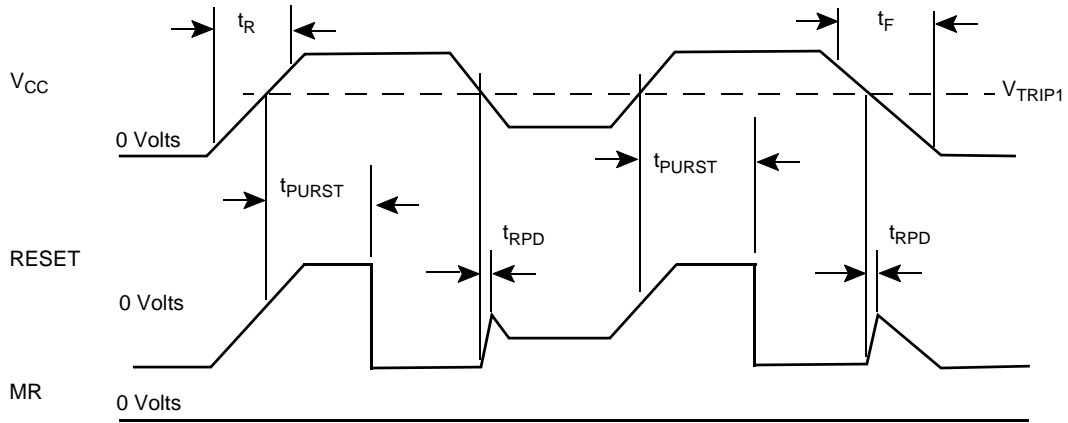 tR
tF
VCC
VTRIP1
0 Volts
tPURST
tPURST
tRPD
tRPD
RESET
0 Volts
MR
0 Volts